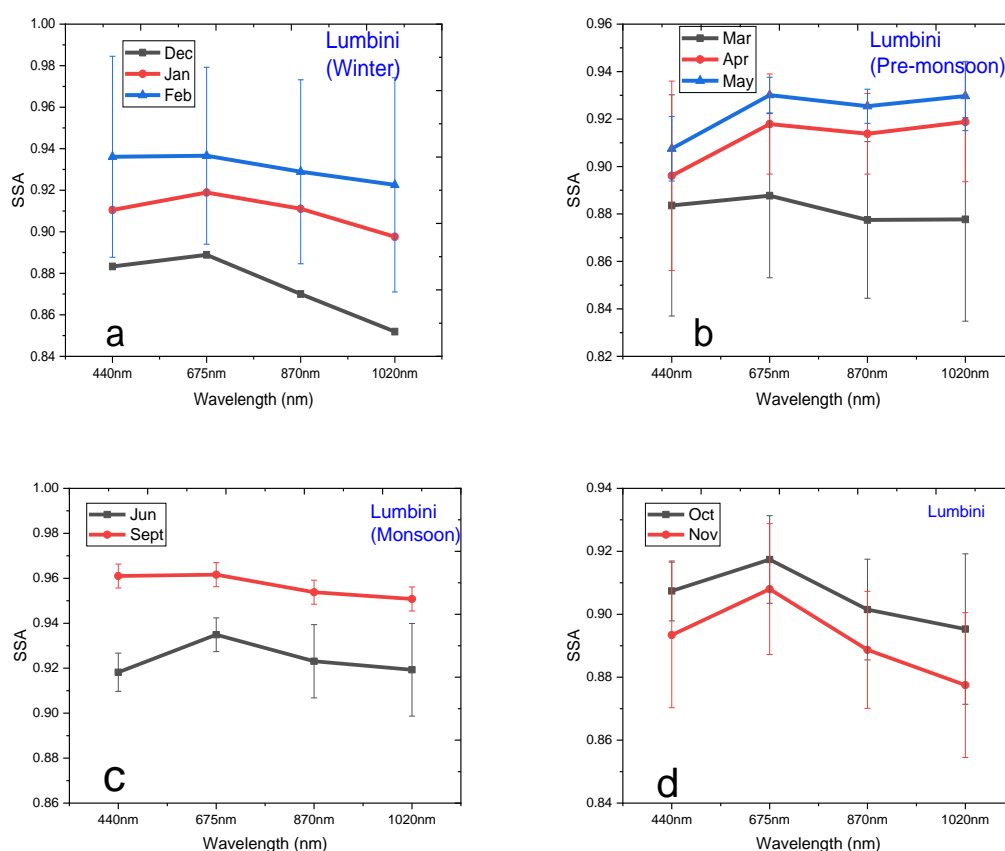 1.00
0.98
0.96
0.94
0.92
0.90
0.88
0.86
0.84
SSA
Dec
Jan
Feb
Lumbini
(Winter)
a
440nm 675nm 870nm 1020nm
Wavelength (nm)
0.96
0.94
0.92
0.90
0.88
0.86
0.84
0.82
SSA
Mar
Apr
May
Lumbini
(Pre-monsoon)
b
440nm 675nm 870nm 1020nm
Wavelength (nm)
1.00
0.98
0.96
0.94
0.92
0.90
0.88
0.86
SSA
Jun
Sept
Lumbini
(Monsoon)
c
440nm 675nm 870nm 1020nm
Wavelength (nm)
0.94
0.92
0.90
0.88
0.86
0.84
SSA
Oct
Nov
Lumbini
d
440nm 675nm 870nm 1020nm
Wavelength (nm)